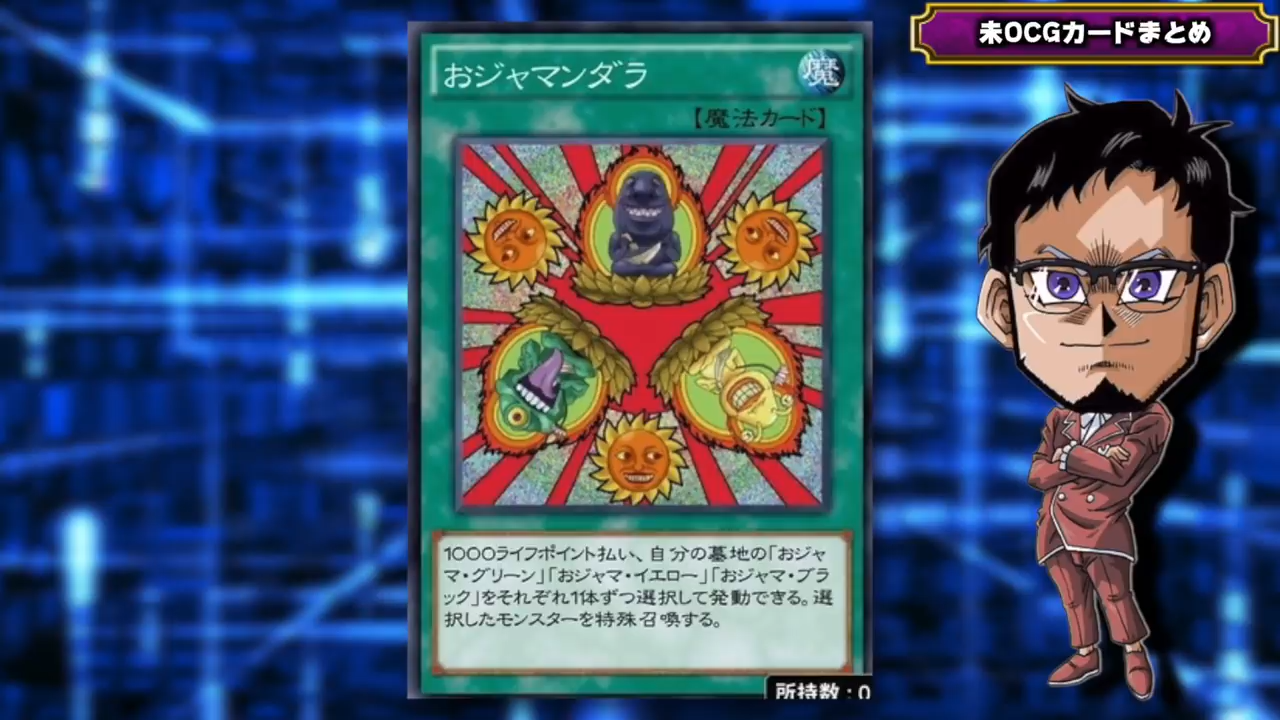 未OCGカードまとめ
おジャマンダラ
魔
【魔法カード】
1000ライフポイント払い、自分の墓地の「おジャ
マ・グリーン」「おジャマ・イエロー」「おジャマ・ブラ
ック」をそれぞれ1体ずつ選択して発動できる。選
択したモンスターを特殊召喚する。
所持数：0